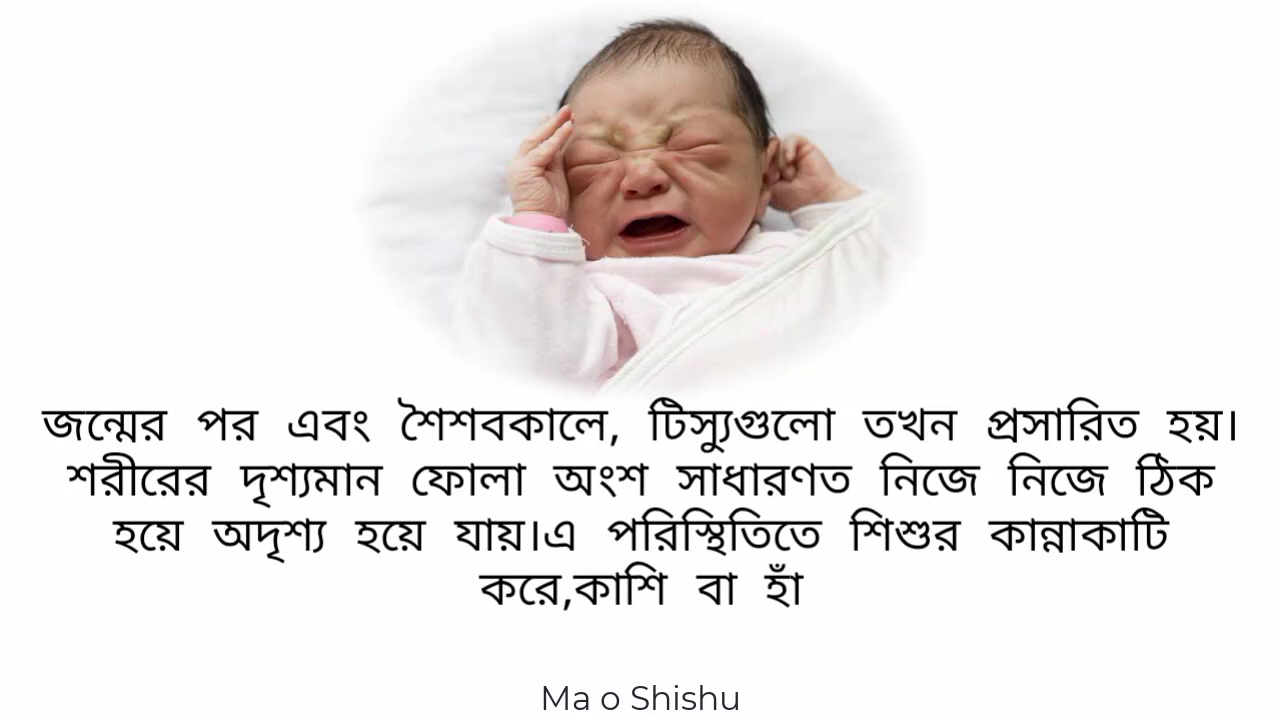 জন্মের পর এবং শৈশবকালে, টিস্যুগুলো তখন প্রসারিত হয়।
শরীরের দৃশ্যমান ফোলা অংশ সাধারণত নিজে নিজে ঠিক
হয়ে অদৃশ্য হয়ে যায়।এ পরিস্থিতিতে শিশুর কান্নাকাটি
করে,কাশি বা হাঁ
Ma o Shishu